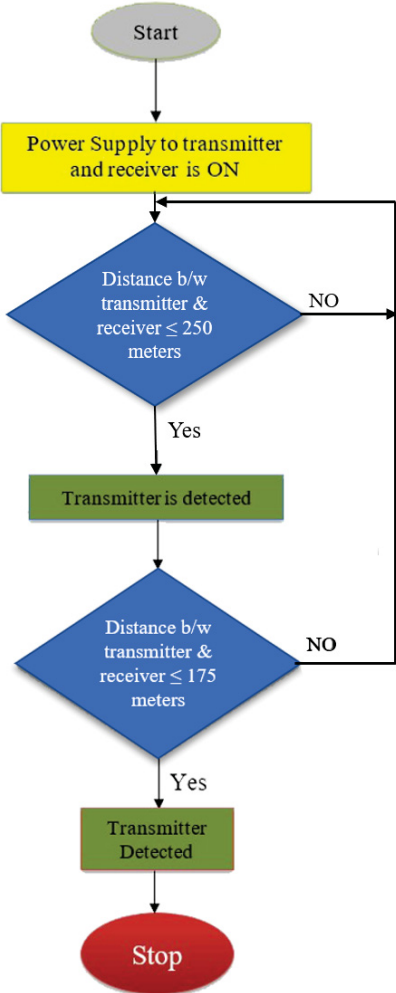 Start
Power Supply to transmitter
and receiver is ON
Distance b/w
transmitter &
receiver ≤ 250
meters
NO
Yes
Transmitter is detected
Distance b/w
transmitter &
receiver ≤ 175
meters
NO
Yes
Transmitter
Detected
Stop